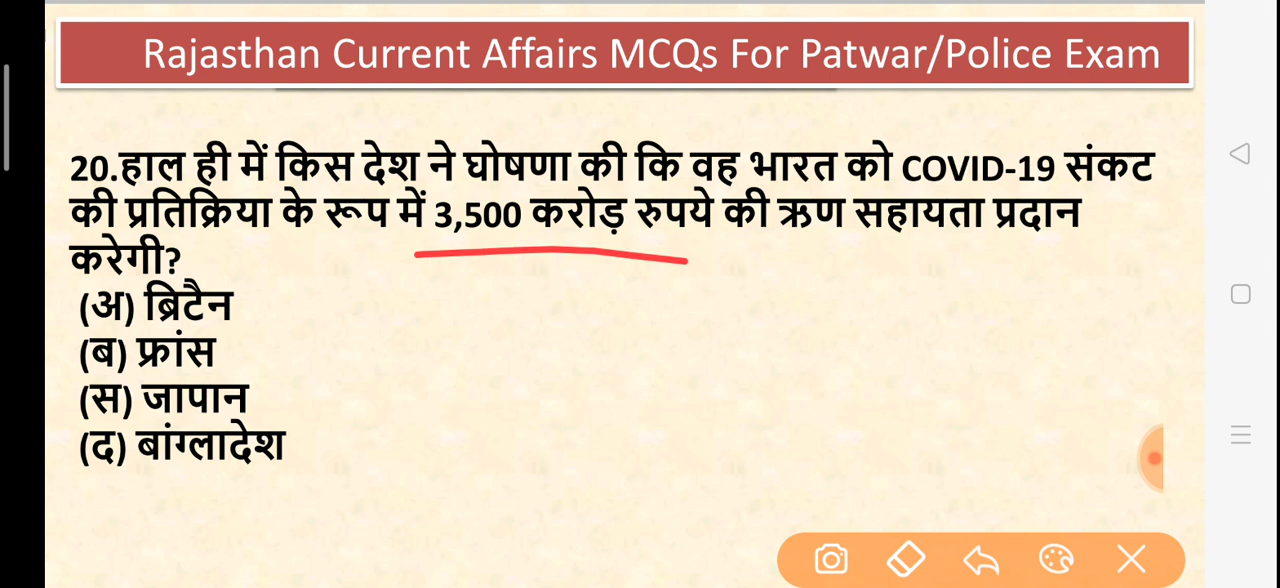 Rajasthan Current Affairs MCQs For Patwar/Police Exam
20.हाल ही में किस देश ने घोषणा की कि वह भारत को COVID-19 संकट
की प्रतिक्रिया के रूप में 3,500 करोड़ रुपये की ऋण सहायता प्रदान
करेगी?
(अ) ब्रिटैन
(ब) फ्रांस
(स) जापान
(द) बांग्लादेश